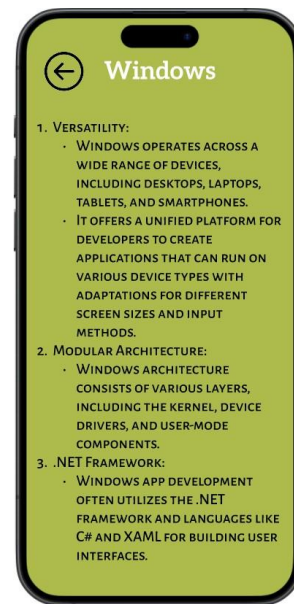 Windows
1. Versatility:
· Windows operates across a
wide range of devices,
including desktops, laptops,
tablets, and smartphones.
· It offers a unified platform for
developers to create
applications that can run on
various device types with
adaptations for different
screen sizes and input
methods.
2. Modular Architecture:
· Windows architecture
consists of various layers,
including the kernel, device
drivers, and user-mode
components.
3. .NET Framework:
· Windows app development
often utilizes the .NET
framework and languages like
C# and XAML for building user
interfaces.